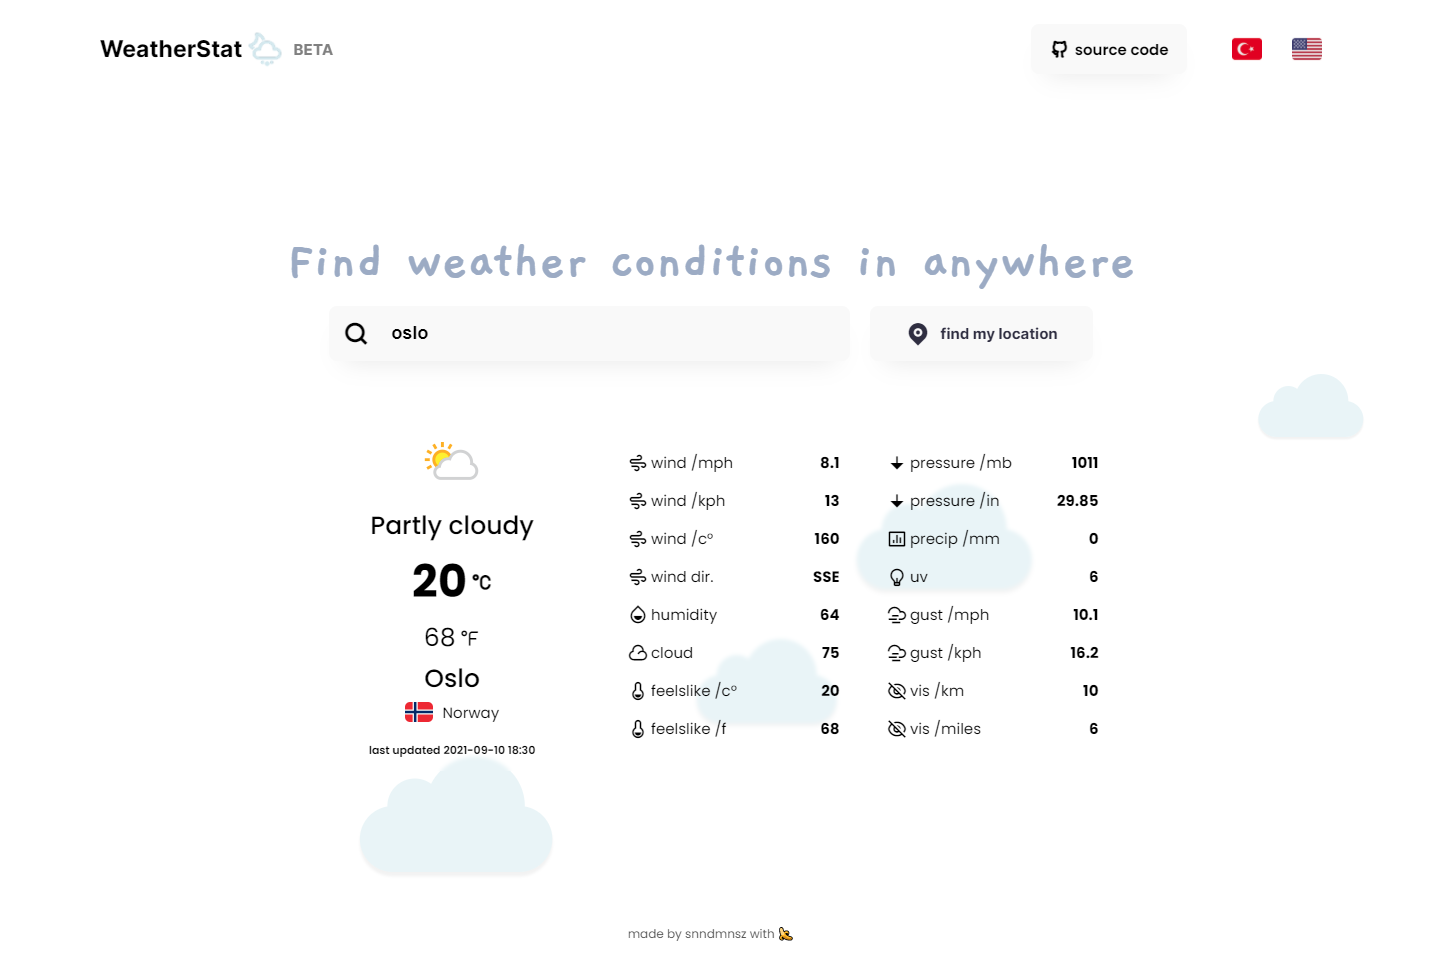 WeatherStat BETA
source code
Find weather conditions in anywhere
oslo
find my location
Partly cloudy
20 °C
68 °F
Oslo
Norway
last updated 2021-09-10 18:30
wind /mph 8.1
wind /kph 13
wind /c° 160
wind dir. SSE
humidity 64
cloud 75
feelslike /c° 20
feelslike /f 68
pressure /mb 1011
pressure /in 29.85
precip /mm 0
uv 6
gust /mph 10.1
gust /kph 16.2
vis /km 10
vis /miles 6
made by snndmnsz with